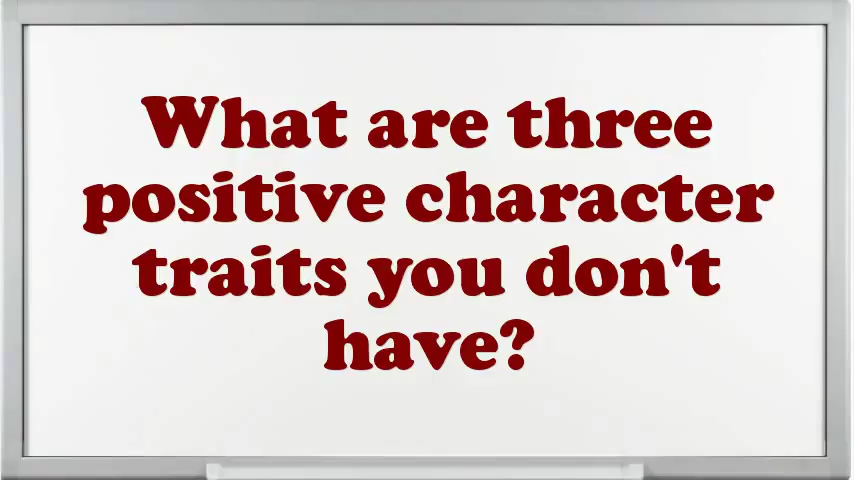 What are three
positive character
traits you don't
have?